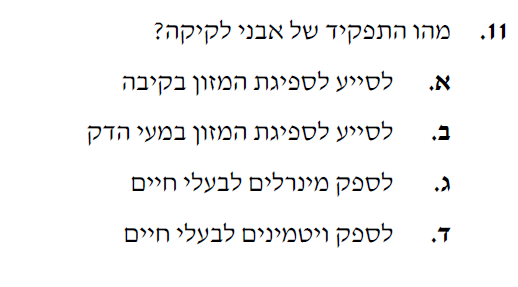 11. מהו התפקיד של אבני לקיקה?
א. לסייע לספיגת המזון בקיבה
ב. לסייע לספיגת המזון במעי הדק
ג. לספק מינרלים לבעלי חיים
ד. לספק ויטמינים לבעלי חיים